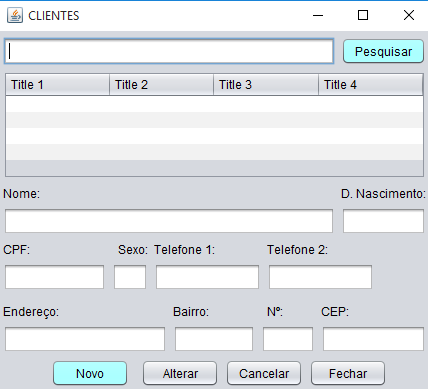 CLIENTES
Pesquisar
Title 1 Title 2 Title 3 Title 4
Nome: D. Nascimento:
CPF: Sexo: Telefone 1: Telefone 2:
Endereço: Bairro: Nº: CEP:
Novo Alterar Cancelar Fechar